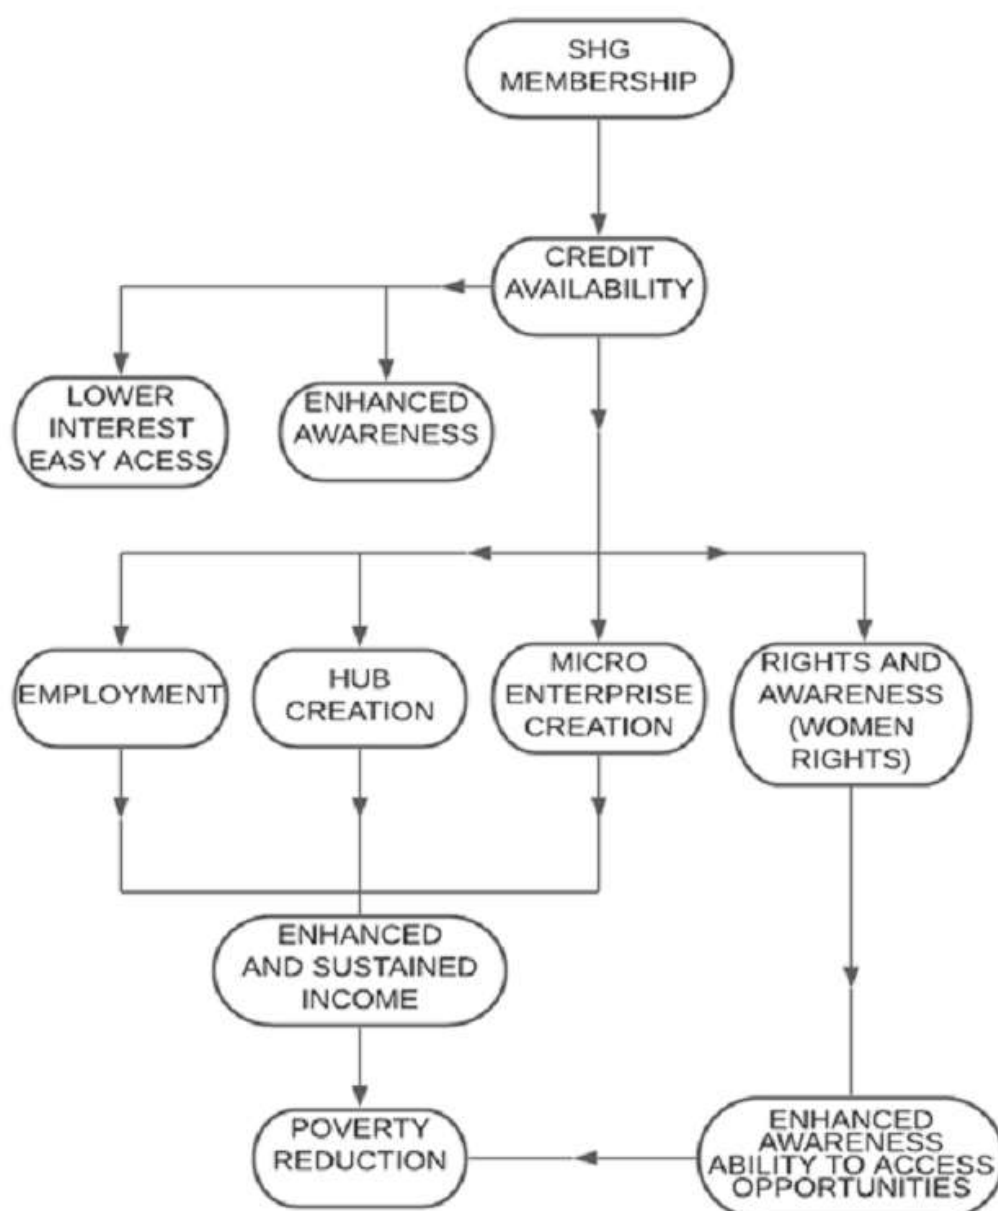 SHG
MEMBERSHIP
CREDIT
AVAILABILITY
LOWER
INTEREST
EASY ACESS
ENHANCED
AWARENESS
EMPLOYMENT
HUB
CREATION
MICRO
ENTERPRISE
CREATION
RIGHTS AND
AWARENESS
(WOMEN
RIGHTS)
ENHANCED
AND SUSTAINED
INCOME
POVERTY
REDUCTION
ENHANCED
AWARENESS
ABILITY TO ACCESS
OPPORTUNITIES